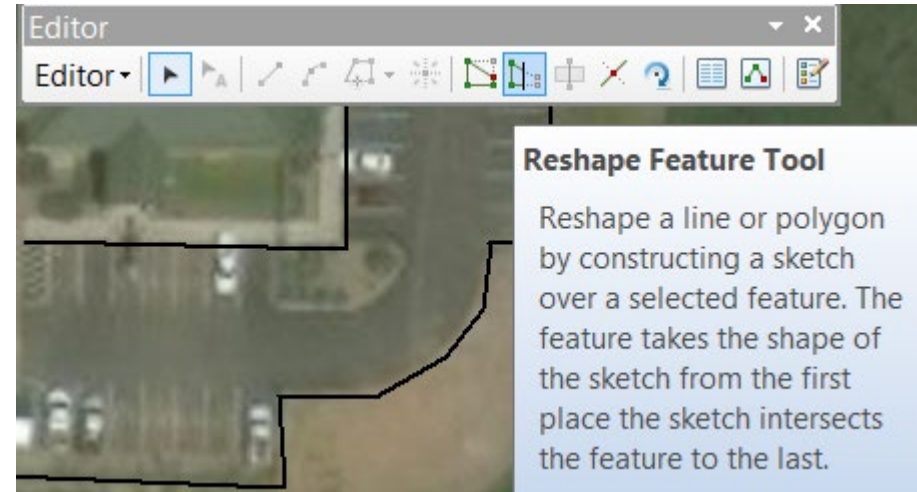 Editor
Editor
Reshape Feature Tool
Reshape a line or polygon
by constructing a sketch
over a selected feature. The
feature takes the shape of
the sketch from the first
place the sketch intersects
the feature to the last.